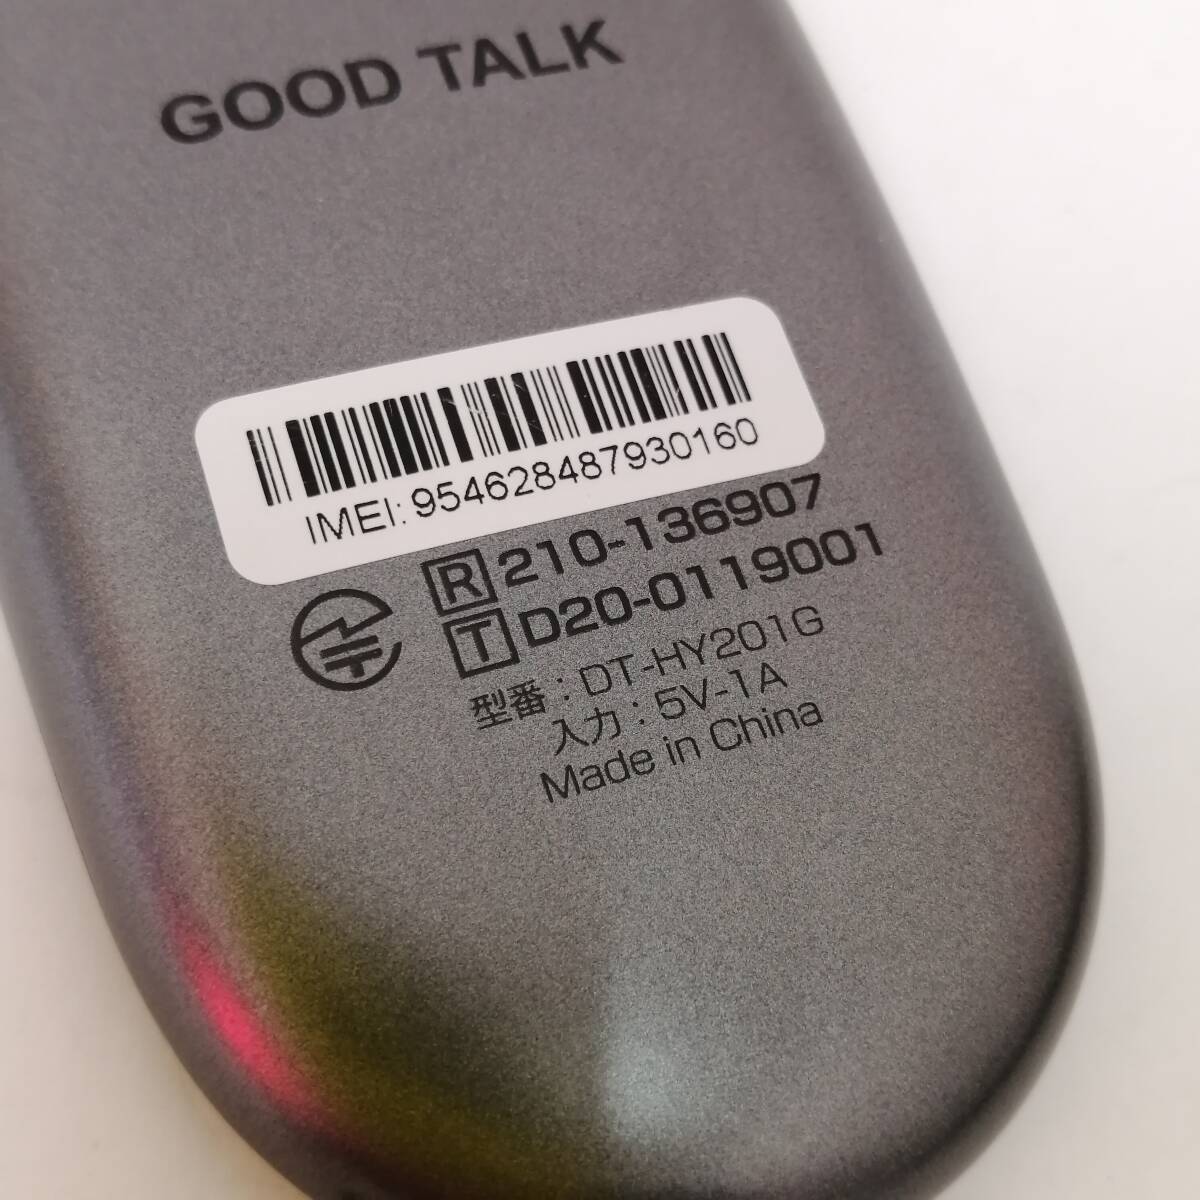 GOOD TALK
IMEI: 954628487930160
R 210-136907
T D20-0119001
型番 : DT-HY201G
入力 : 5V-1A
Made in China